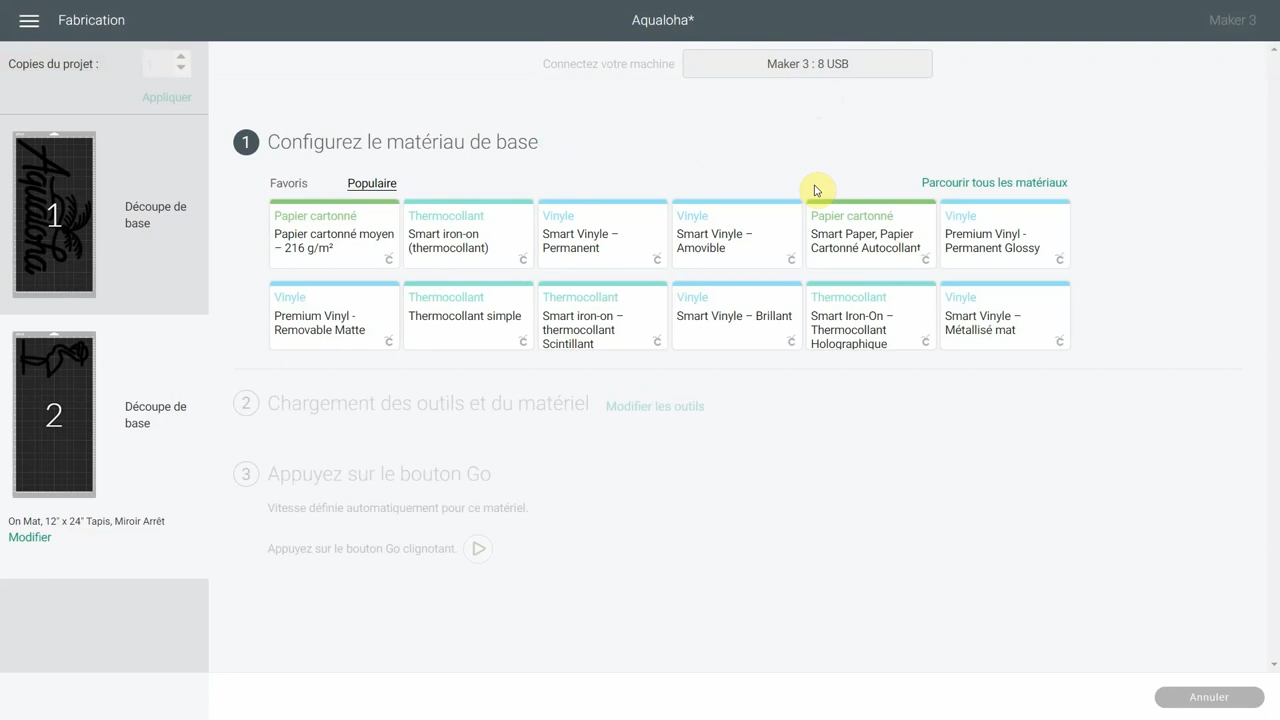 Fabrication
Aqualoha*
Maker 3
Copies du projet :
Appliquer
Connectez votre machine
Maker 3 : 8 USB
1 Configurez le matériau de base
Favoris
Populaire
Parcourir tous les matériaux
Papier cartonné
Papier cartonné moyen
– 216 g/m²
Thermocollant
Smart iron-on
(thermocollant)
Vinyle
Smart Vinyle –
Permanent
Vinyle
Smart Vinyle –
Amovible
Papier cartonné
Smart Paper, Papier
Cartonné Autocollant
Vinyle
Premium Vinyl -
Permanent Glossy
Vinyle
Premium Vinyl -
Removable Matte
Thermocollant
Thermocollant simple
Thermocollant
Smart iron-on –
thermocollant
Scintillant
Vinyle
Smart Vinyle – Brillant
Thermocollant
Smart Iron-On –
Thermocollant
Holographique
Vinyle
Smart Vinyle –
Métallisé mat
Aqualoha
1
Découpe de
base
2
Découpe de
base
On Mat, 12" x 24" Tapis, Miroir Arrêt
Modifier
2 Chargement des outils et du matériel
Modifier les outils
3 Appuyez sur le bouton Go
Vitesse définie automatiquement pour ce matériel.
Appuyez sur le bouton Go clignotant.
Annuler